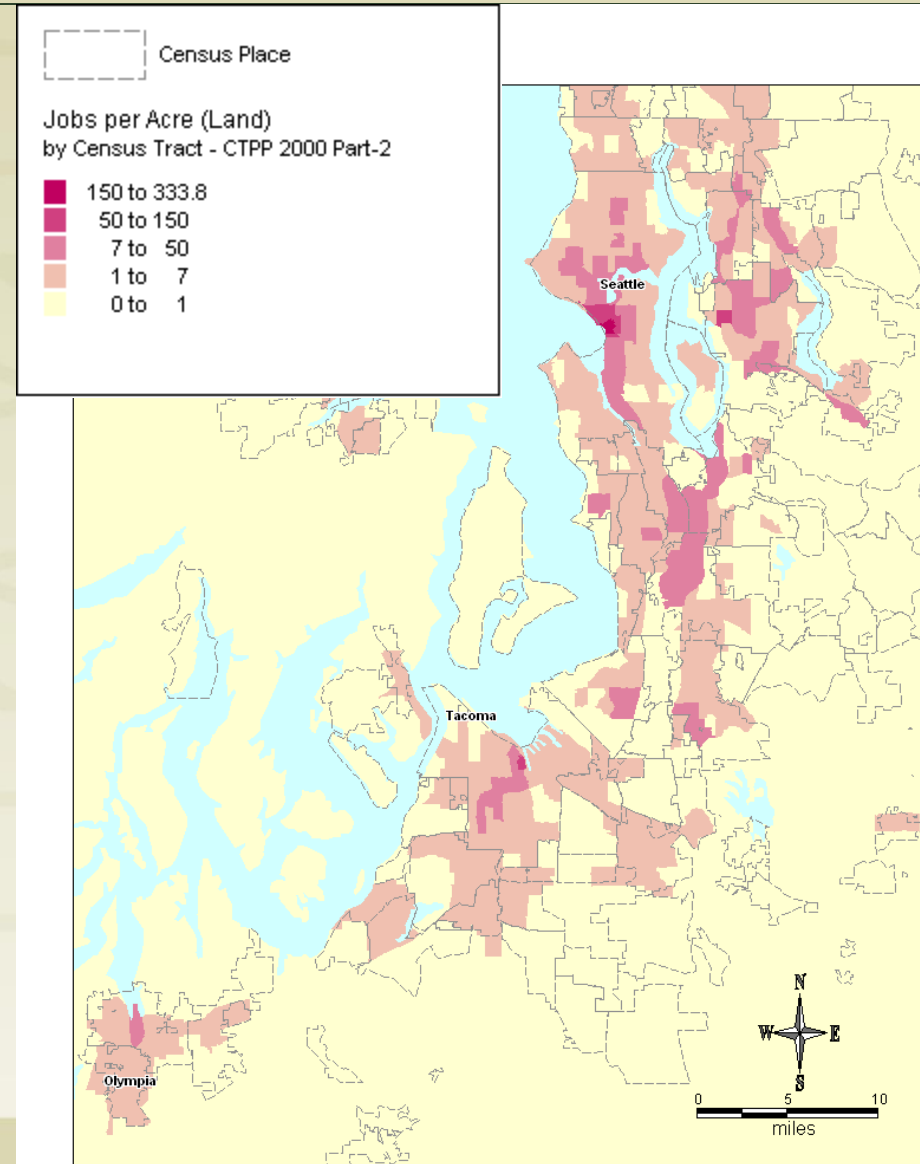 Census Place
Jobs per Acre (Land)
by Census Tract - CTPP 2000 Part-2
150 to 333.8
50 to 150
7 to 50
1 to 7
0 to 1
Seattle
Tacoma
Olympia
N
W E
S
0 5 10
miles